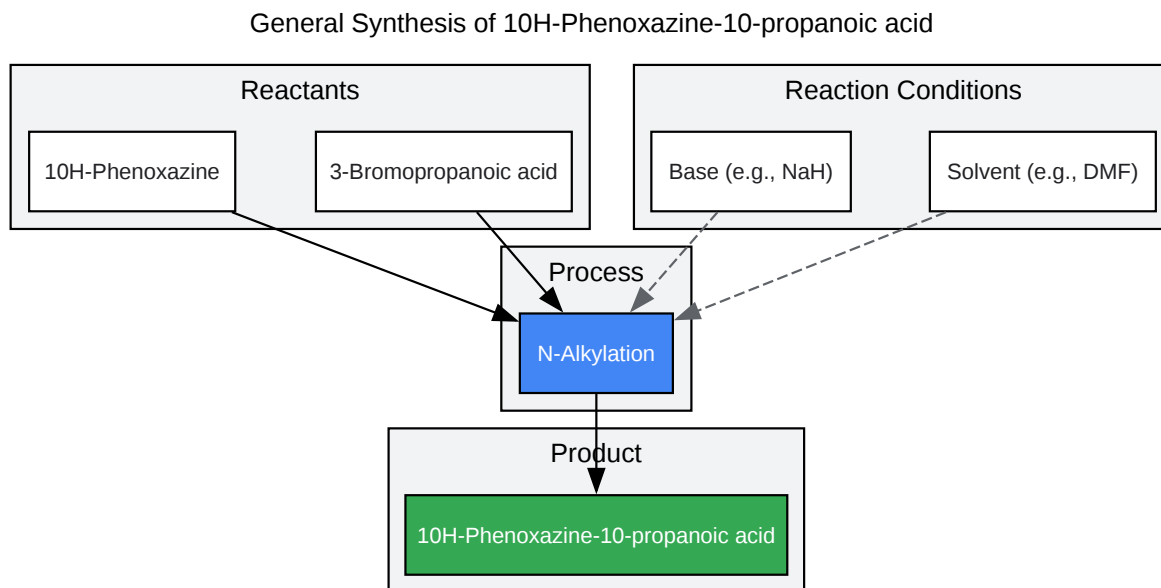 General Synthesis of 10H-Phenoxazine-10-propanoic acid
Reactants
Reaction Conditions
10H-Phenoxazine
3-Bromopropanoic acid
Base (e.g., NaH)
Solvent (e.g., DMF)
Process
N-Alkylation
Product
10H-Phenoxazine-10-propanoic acid